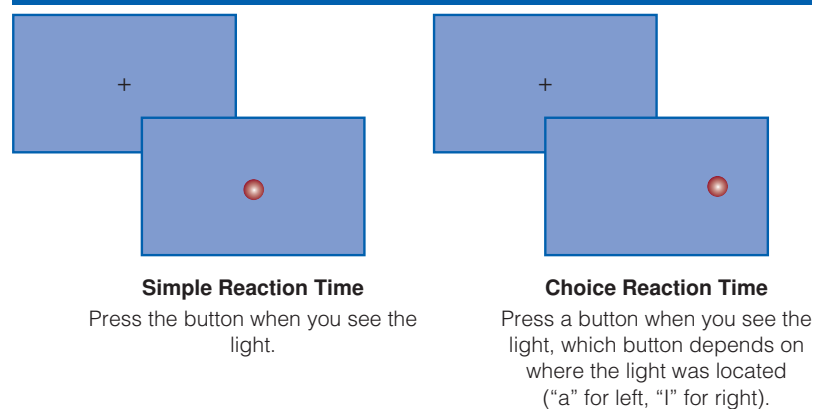 +
Simple Reaction Time
Press the button when you see the
light.
+
Choice Reaction Time
Press a button when you see the
light, which button depends on
where the light was located
(“a” for left, “l” for right).